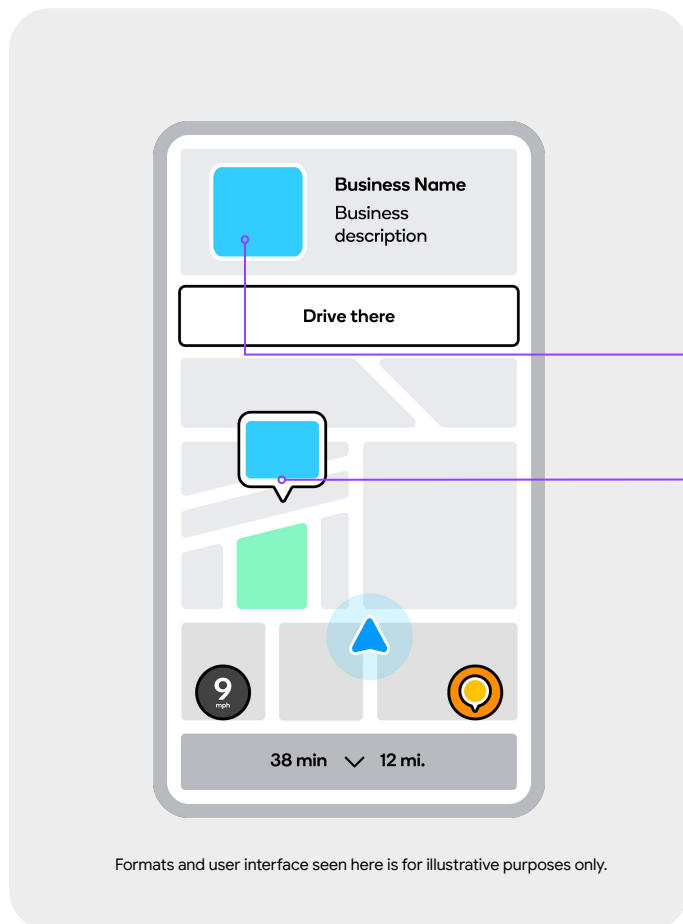 Business Name
Business
description
Drive there
9
mph
38 min 12 mi.
Formats and user interface seen here is for illustrative purposes only.